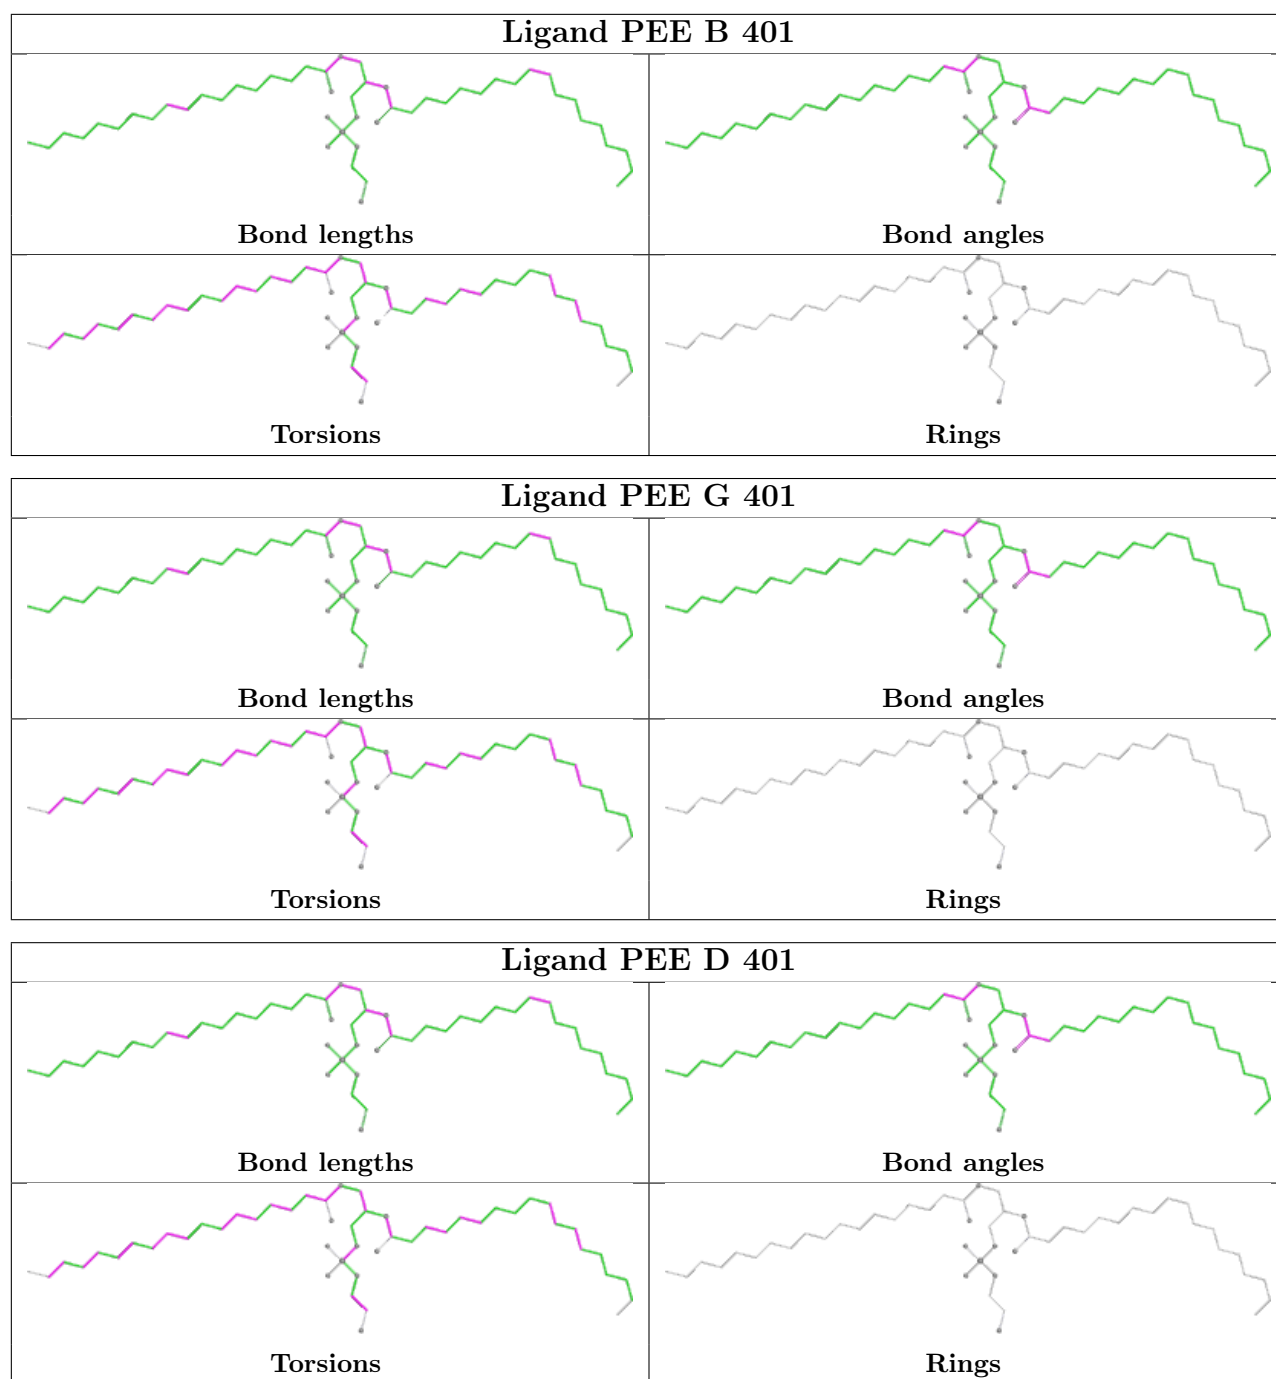 Ligand PEE B 401
Bond lengths
Bond angles
Torsions
Rings
Ligand PEE G 401
Bond lengths
Bond angles
Torsions
Rings
Ligand PEE D 401
Bond lengths
Bond angles
Torsions
Rings